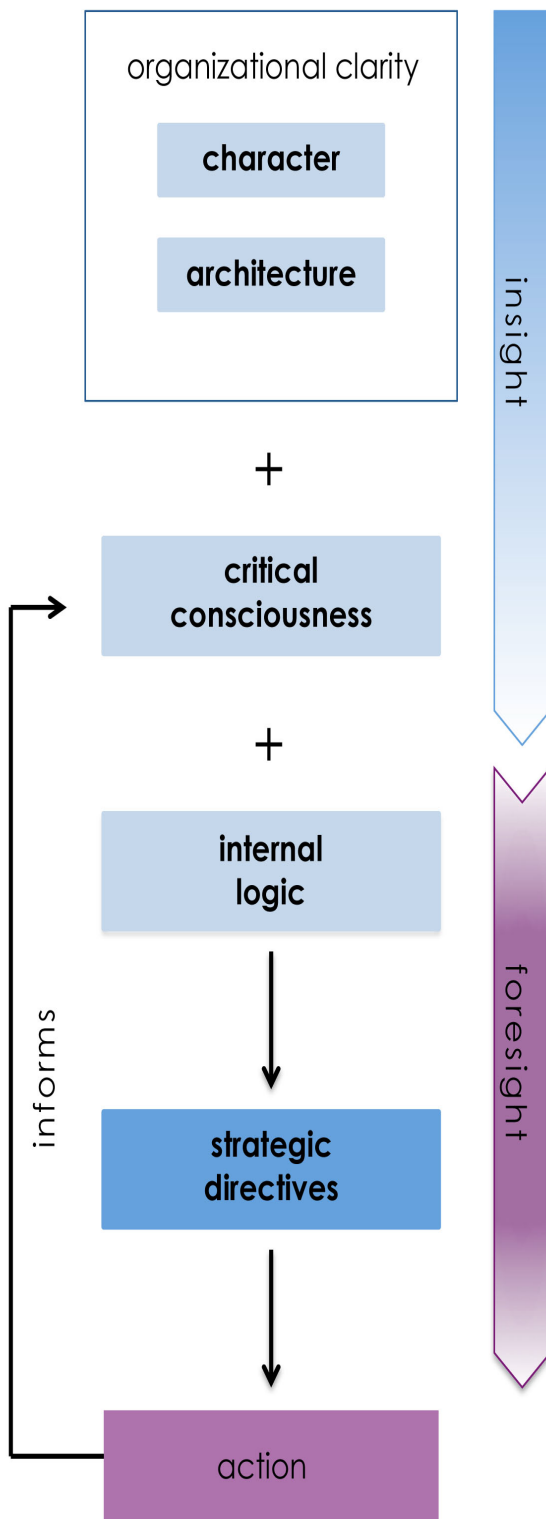 organizational clarity
character
architecture
insight
+
critical
consciousness
+
internal
logic
foresight
informs
strategic
directives
action